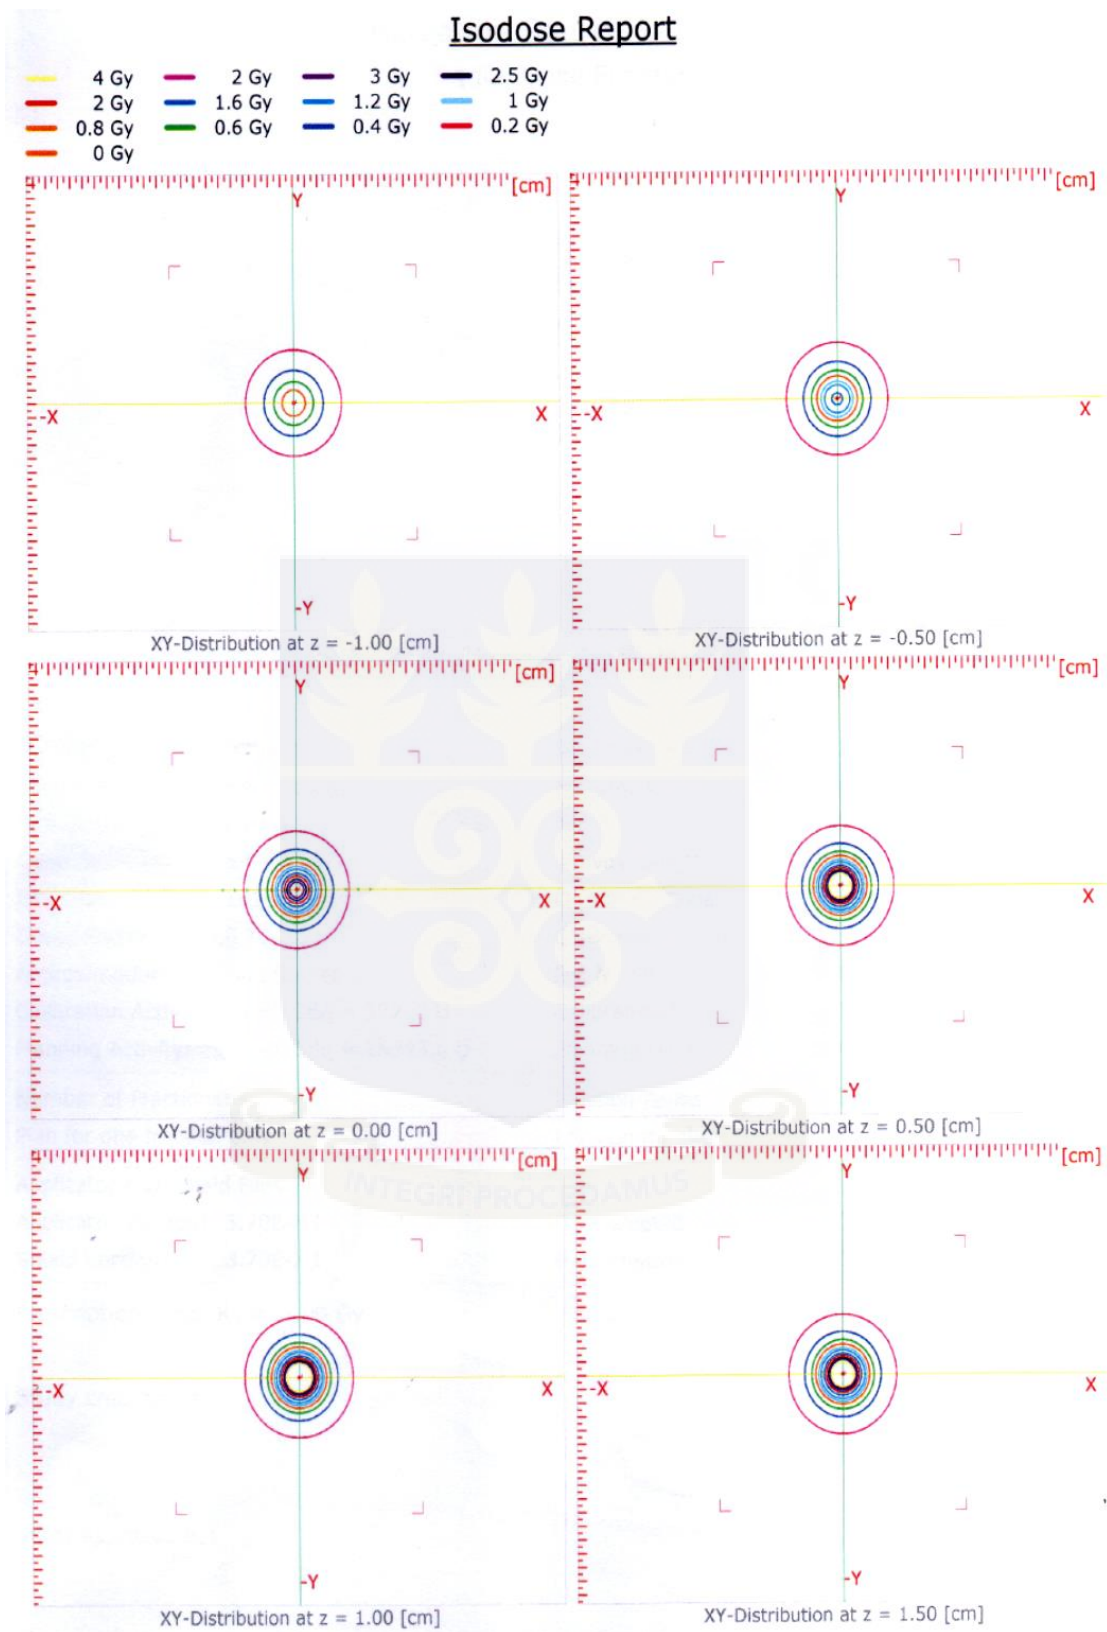 Isodose Report
4 Gy 2 Gy 3 Gy 2.5 Gy
2 Gy 1.6 Gy 1.2 Gy 1 Gy
0.8 Gy 0.6 Gy 0.4 Gy 0.2 Gy
0 Gy
[cm] [cm]
Y Y
-X X -X X
-Y -Y
XY-Distribution at z = -1.00 [cm] XY-Distribution at z = -0.50 [cm]
[cm] [cm]
Y Y
-X X -X X
-Y -Y
XY-Distribution at z = 0.00 [cm] XY-Distribution at z = 0.50 [cm]
[cm] [cm]
Y Y
INTEGRI PROCEDAMUS
-X X -X X
-Y -Y
XY-Distribution at z = 1.00 [cm] XY-Distribution at z = 1.50 [cm]